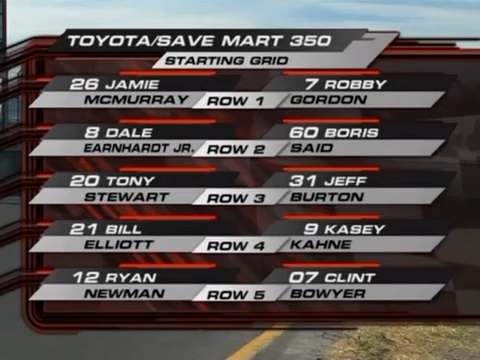 TOYOTA/SAVE MART 350
STARTING GRID
26 JAMIE MCMURRAY ROW 1 7 ROBBY GORDON
8 DALE EARNHARDT JR. ROW 2 60 BORIS SAID
20 TONY STEWART ROW 3 31 JEFF BURTON
21 BILL ELLIOTT ROW 4 9 KASEY KAHNE
12 RYAN NEWMAN ROW 5 07 CLINT BOWYER